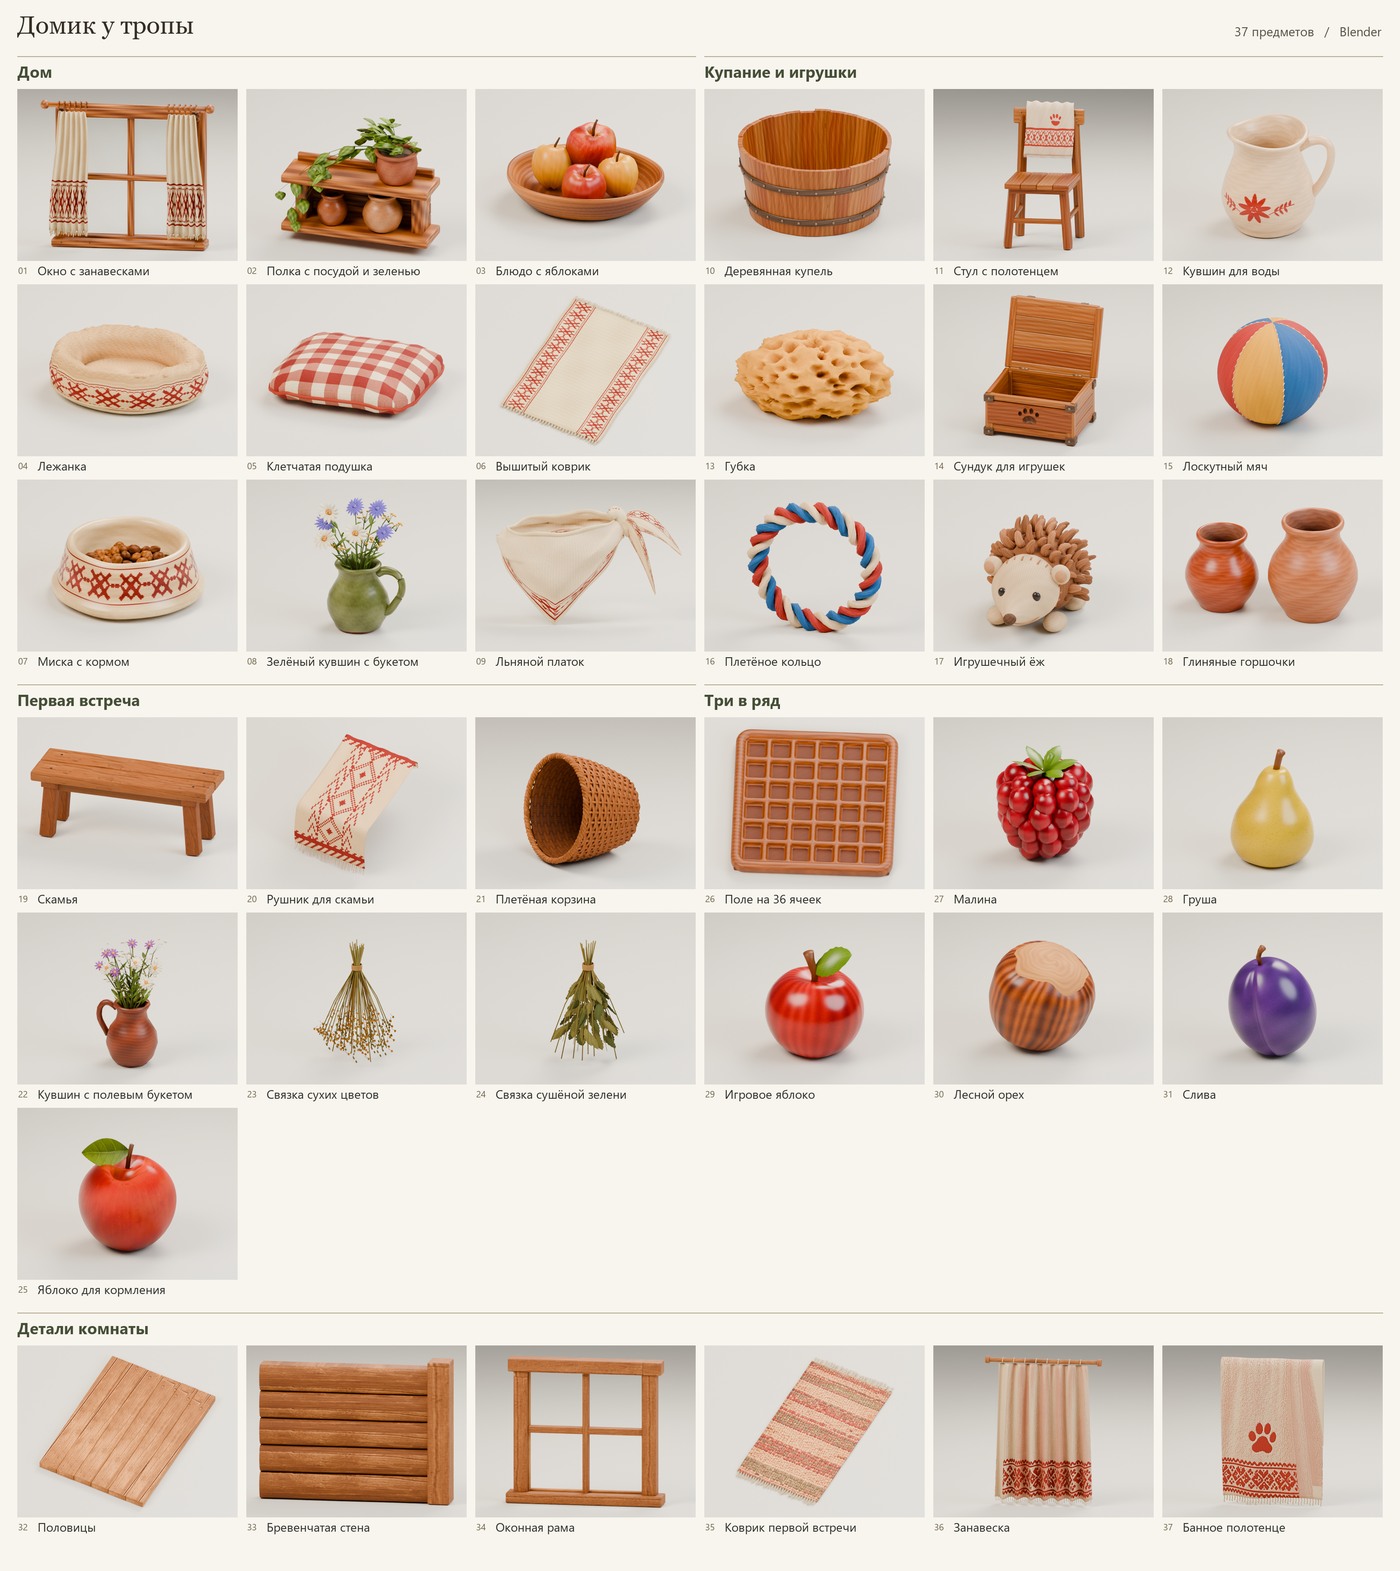 Домик у тропы
37 предметов / Blender
Дом
01 Окно с занавесками
02 Полка с посудой и зеленью
03 Блюдо с яблоками
04 Лежанка
05 Клетчатая подушка
06 Вышитый коврик
07 Миска с кормом
08 Зелёный кувшин с букетом
09 Льняной платок
Купание и игрушки
10 Деревянная купель
11 Стул с полотенцем
12 Кувшин для воды
13 Губка
14 Сундук для игрушек
15 Лоскутный мяч
16 Плетёное кольцо
17 Игрушечный ёж
18 Глиняные горшочки
Первая встреча
19 Скамья
20 Рушник для скамьи
21 Плетёная корзина
22 Кувшин с полевым букетом
23 Связка сухих цветов
24 Связка сушёной зелени
25 Яблоко для кормления
Три в ряд
26 Поле на 36 ячеек
27 Малина
28 Груша
29 Игровое яблоко
30 Лесной орех
31 Слива
Детали комнаты
32 Половицы
33 Бревенчатая стена
34 Оконная рама
35 Коврик первой встречи
36 Занавеска
37 Банное полотенце